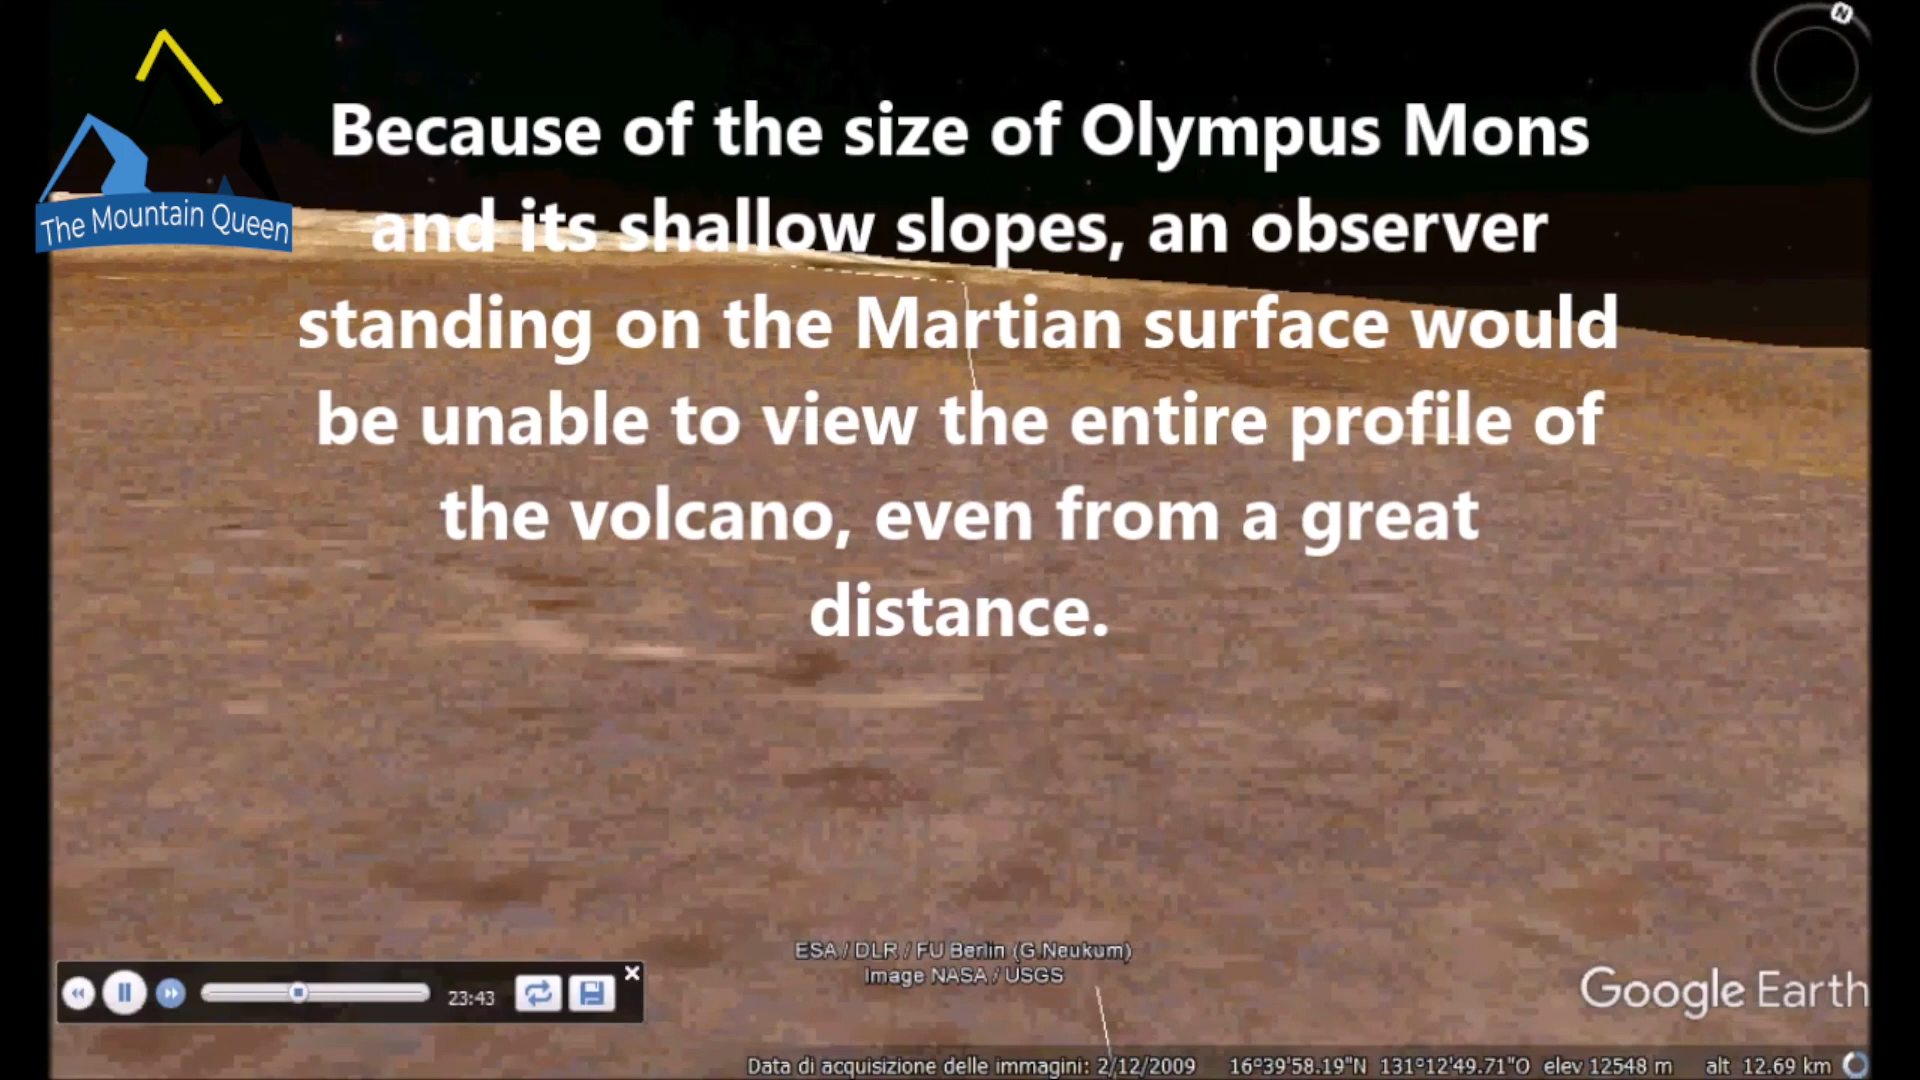 N
The Mountain Queen
Because of the size of Olympus Mons
and its shallow slopes, an observer
standing on the Martian surface would
be unable to view the entire profile of
the volcano, even from a great
distance.
ESA / DLR / FU Berlin (G.Neukum)
Image NASA / USGS
23:43
Google Earth
Data di acquisizione delle immagini: 2/12/2009 16°39'58.19"N 131°12'49.71"O elev 12548 m alt 12.69 km